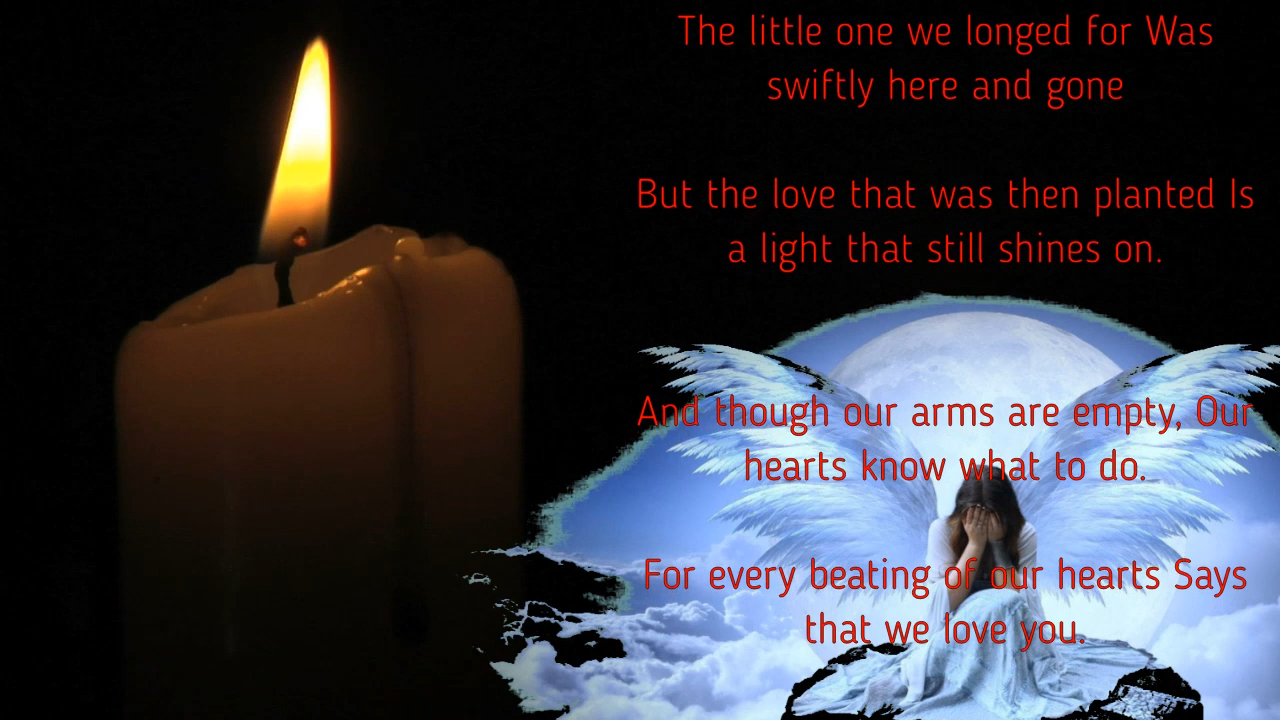 The little one we longed for Was
swiftly here and gone
But the love that was then planted Is
a light that still shines on.
And though our arms are empty, Our
hearts know what to do.
For every beating of our hearts Says
that we love you.